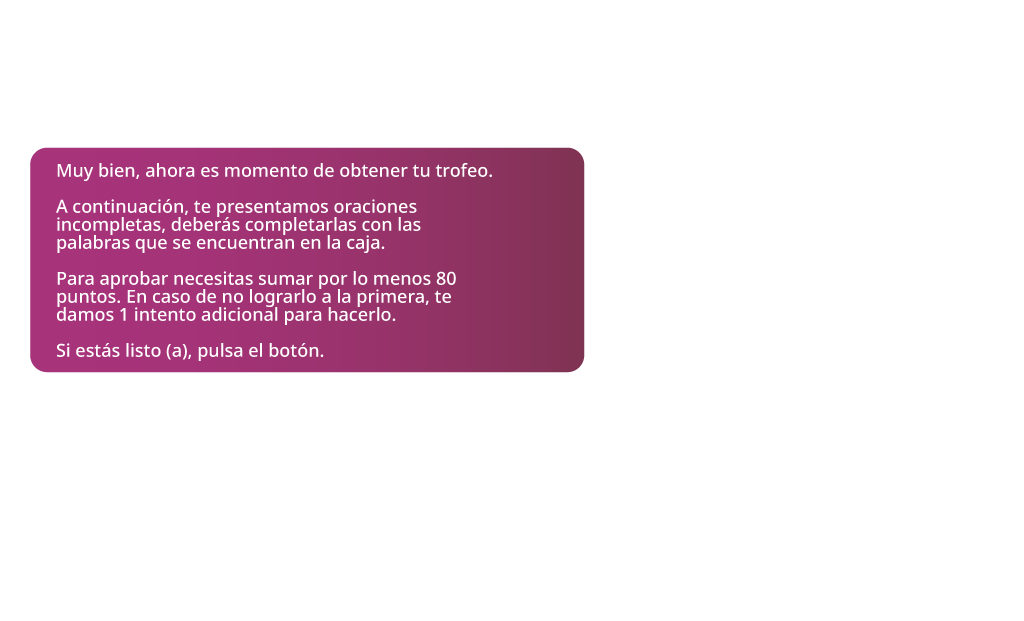 Muy bien, ahora es momento de obtener tu trofeo.
A continuación, te presentamos oraciones
incompletas, deberás completarlas con las
palabras que se encuentran en la caja.
Para aprobar necesitas sumar por lo menos 80
puntos. En caso de no lograrlo a la primera, te
damos 1 intento adicional para hacerlo.
Si estás listo (a), pulsa el botón.